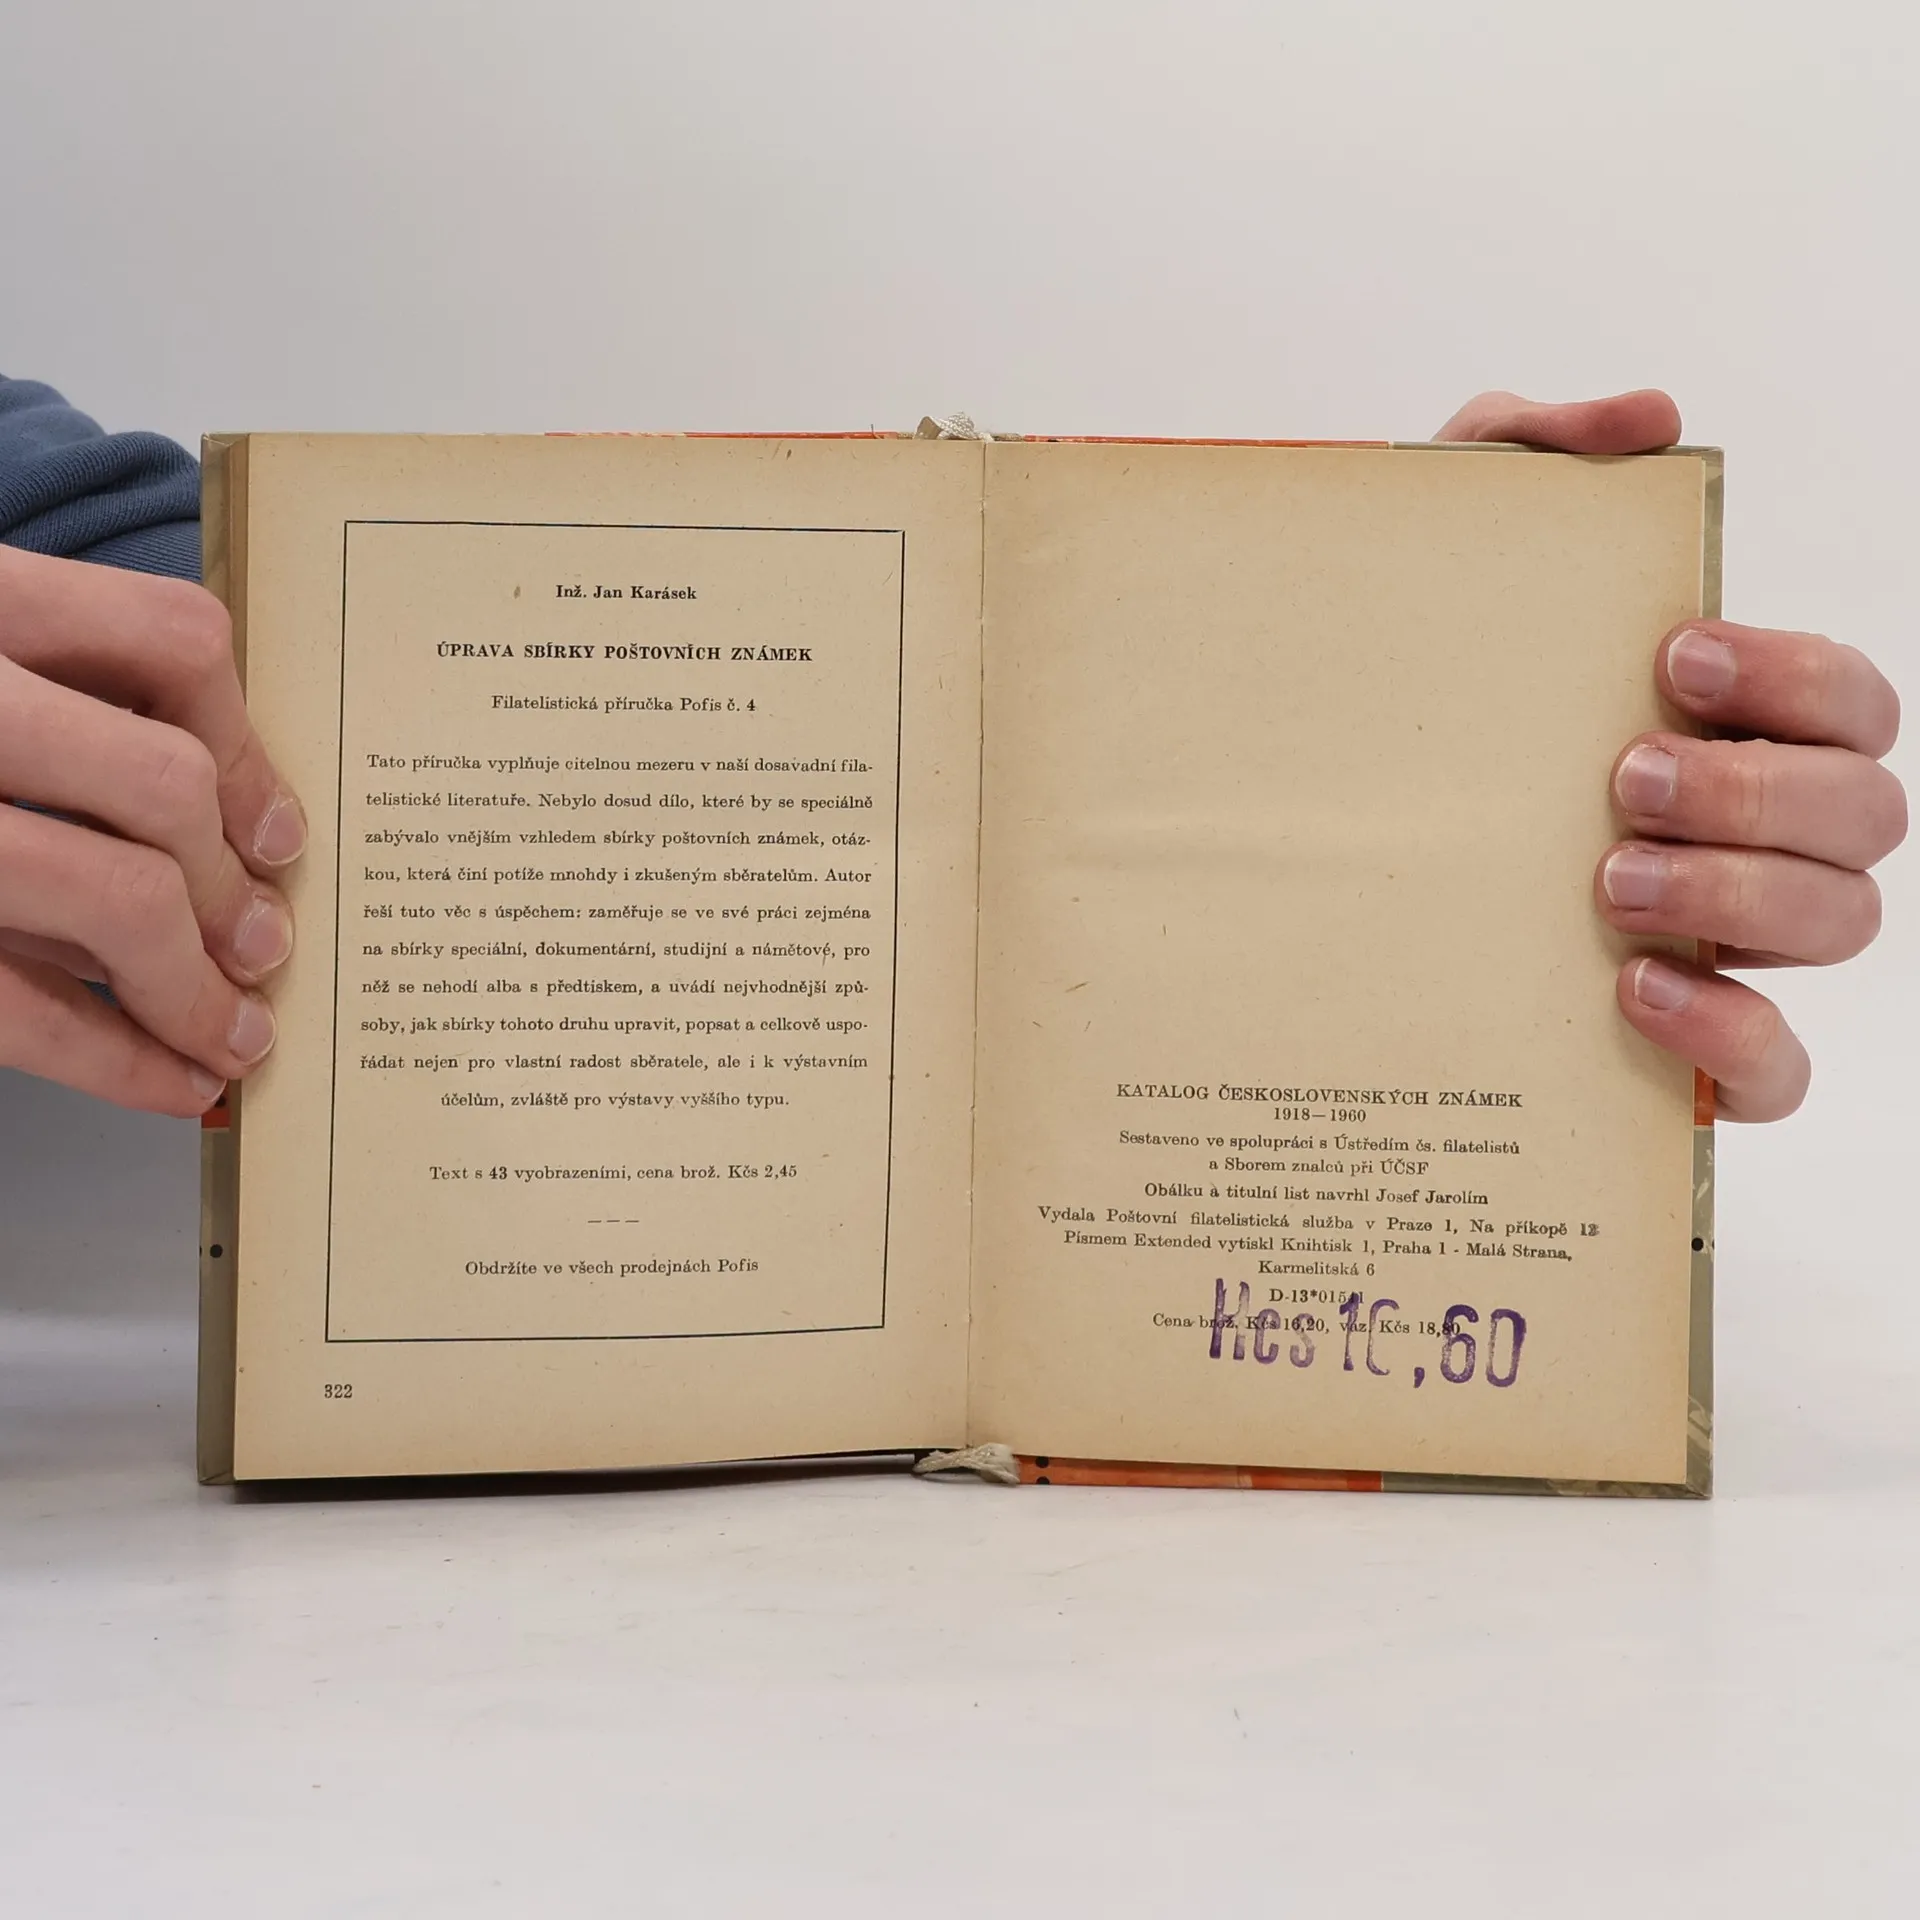 Inž. Jan Karásek
ÚPRAVA SBÍRKY POŠTOVNÍCH ZNÁMEK
Filatelistická příručka Pofis č. 4
Tato příručka vyplňuje citelnou mezeru v naší dosavadní fila-
telistické literatuře. Nebylo dosud dílo, které by se speciálně
zabývalo vnějším vzhledem sbírky poštovních známek, otáz-
kou, která činí potíže mnohdy i zkušeným sběratelům. Autor
řeší tuto věc s úspěchem: zaměřuje se ve své práci zejména
na sbírky speciální, dokumentární, studijní a námětové, pro
něž se nehodí alba s předtiskem, a uvádí nejvhodnější způ-
soby, jak sbírky tohoto druhu upravit, popsat a celkově uspo-
řádat nejen pro vlastní radost sběratele, ale i k výstavním
účelům, zvláště pro výstavy vyššího typu.
Text s 43 vyobrazeními, cena brož. Kčs 2,45
– – –
Obdržíte ve všech prodejnách Pofis
322
KATALOG ČESKOSLOVENSKÝCH ZNÁMEK
1918—1960
Sestaveno ve spolupráci s Ústředím čs. filatelistů
a Sborem znalců při ÚČSF
Obálku a titulní list navrhl Josef Jarolím
Vydala Poštovní filatelistická služba v Praze 1, Na příkopě
Písmem Extended vytiskl Knihtisk 1, Praha 1 - Malá Strana,
Karmelitská 6
Cena brož. Kčs 16,20, váz. Kčs 18,80